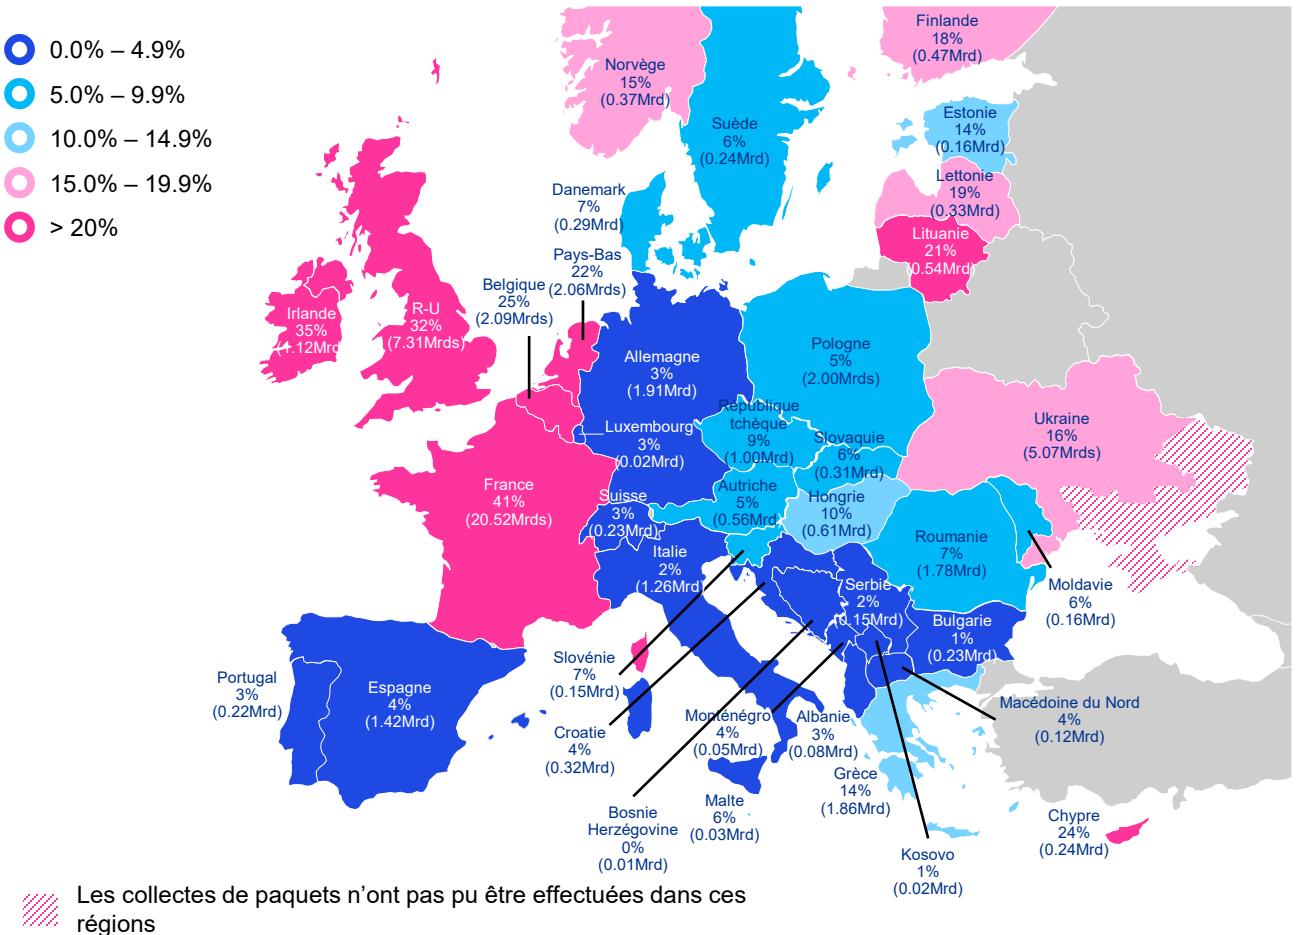 0.0% – 4.9%
5.0% – 9.9%
10.0% – 14.9%
15.0% – 19.9%
> 20%
Finlande
18%
(0.47Mrd)
Norvège
15%
(0.37Mrd)
Suède
6%
(0.24Mrd)
Estonie
14%
(0.16Mrd)
Lettonie
19%
(0.33Mrd)
Lituanie
21%
(0.54Mrd)
Danemark
7%
(0.29Mrd)
Pays-Bas
22%
(2.06Mrds)
Belgique
25%
(2.09Mrds)
Irlande
35%
(1.12Mrd)
R-U
32%
(7.31Mrds)
Allemagne
3%
(1.91Mrd)
Pologne
5%
(2.00Mrds)
Luxembourg
3%
(0.02Mrd)
République
tchèque
9%
(1.00Mrd)
Slovaquie
6%
(0.31Mrd)
Ukraine
16%
(5.07Mrds)
France
41%
(20.52Mrds)
Suisse
3%
(0.23Mrd)
Autriche
5%
(0.56Mrd)
Hongrie
10%
(0.61Mrd)
Italie
2%
(1.26Mrd)
Roumanie
7%
(1.78Mrd)
Serbie
2%
(0.15Mrd)
Moldavie
6%
(0.16Mrd)
Bulgarie
1%
(0.23Mrd)
Portugal
3%
(0.22Mrd)
Espagne
4%
(1.42Mrd)
Slovénie
7%
(0.15Mrd)
Croatie
4%
(0.32Mrd)
Monténégro
4%
(0.05Mrd)
Albanie
3%
(0.08Mrd)
Macédoine du Nord
4%
(0.12Mrd)
Grèce
14%
(1.86Mrd)
Malte
6%
(0.03Mrd)
Bosnie
Herzégovine
0%
(0.01Mrd)
Kosovo
1%
(0.02Mrd)
Chypre
24%
(0.24Mrd)
Les collectes de paquets n’ont pas pu être effectuées dans ces
régions